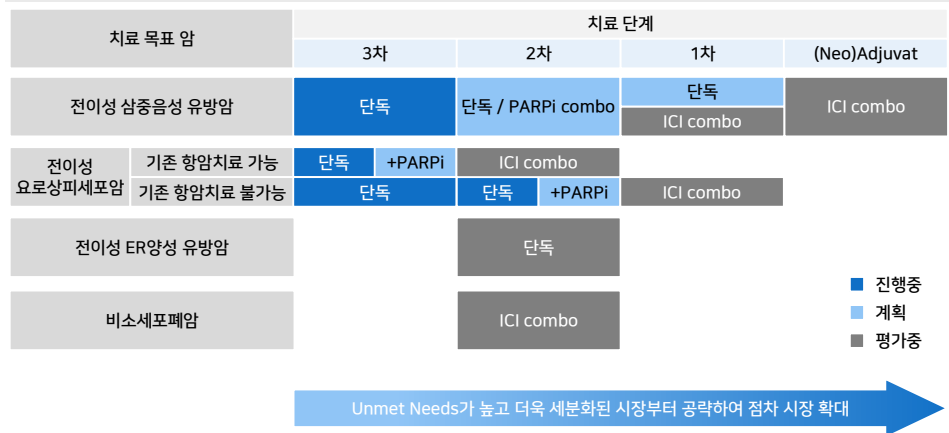 치료 목표 암
치료 단계
3차
2차
1차
(Neo)Adjuvat
전이성 삼중음성 유방암
단독
단독 / PARPi combo
단독
ICI combo
ICI combo
전이성
요로상피세포암
기존 항암치료 가능
단독
+PARPi
ICI combo
기존 항암치료 불가능
단독
단독
+PARPi
ICI combo
전이성 ER양성 유방암
단독
비소세포폐암
ICI combo
진행중
계획
평가중
Unmet Needs가 높고 더욱 세분화된 시장부터 공략하여 점차 시장 확대